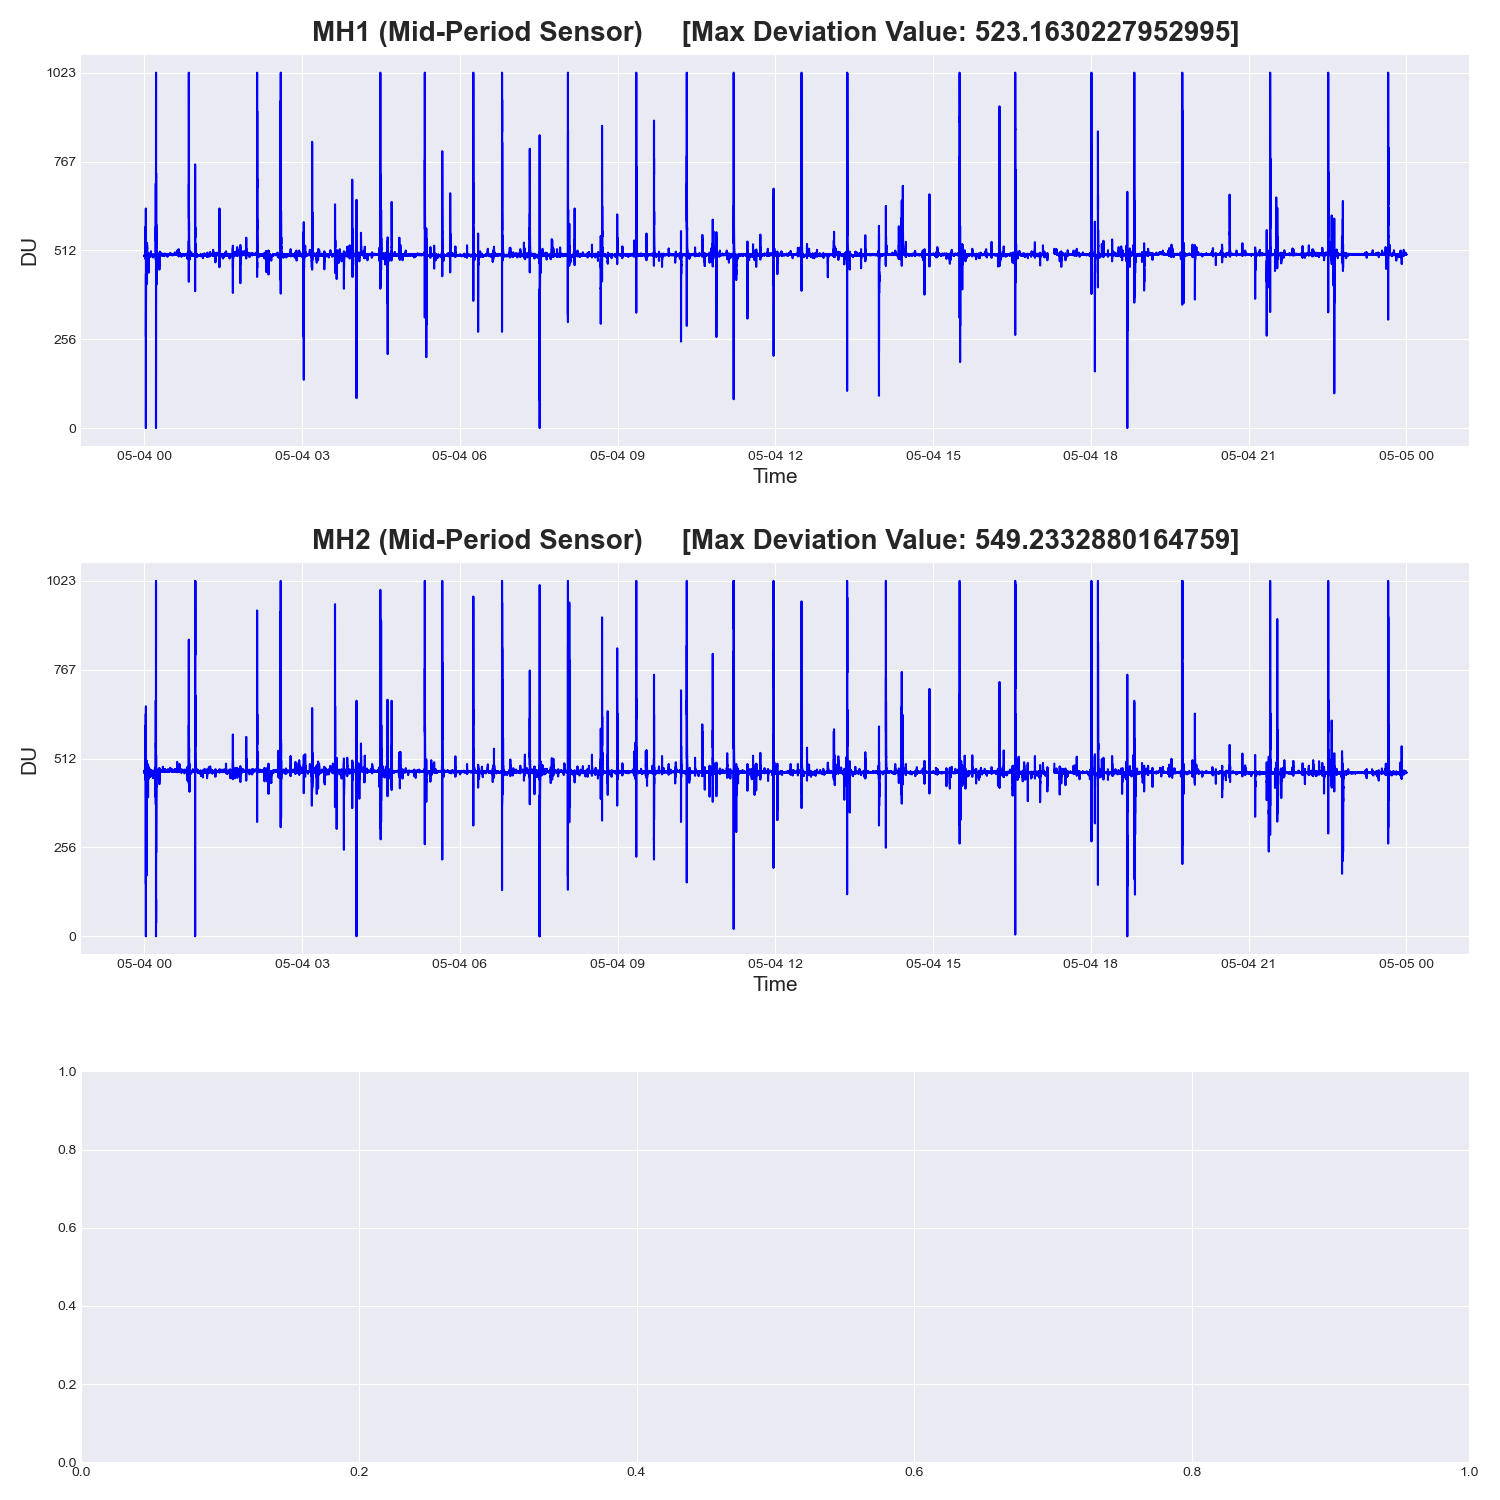 MH1 (Mid-Period Sensor) [Max Deviation Value: 523.1630227952995]
1023
767
512
256
0
DU
05-04 00 05-04 03 05-04 06 05-04 09 05-04 12 05-04 15 05-04 18 05-04 21 05-05 00
Time
MH2 (Mid-Period Sensor) [Max Deviation Value: 549.2332880164759]
1023
767
512
256
0
DU
05-04 00 05-04 03 05-04 06 05-04 09 05-04 12 05-04 15 05-04 18 05-04 21 05-05 00
Time
1.0
0.8
0.6
0.4
0.2
0.0
0.0 0.2 0.4 0.6 0.8 1.0